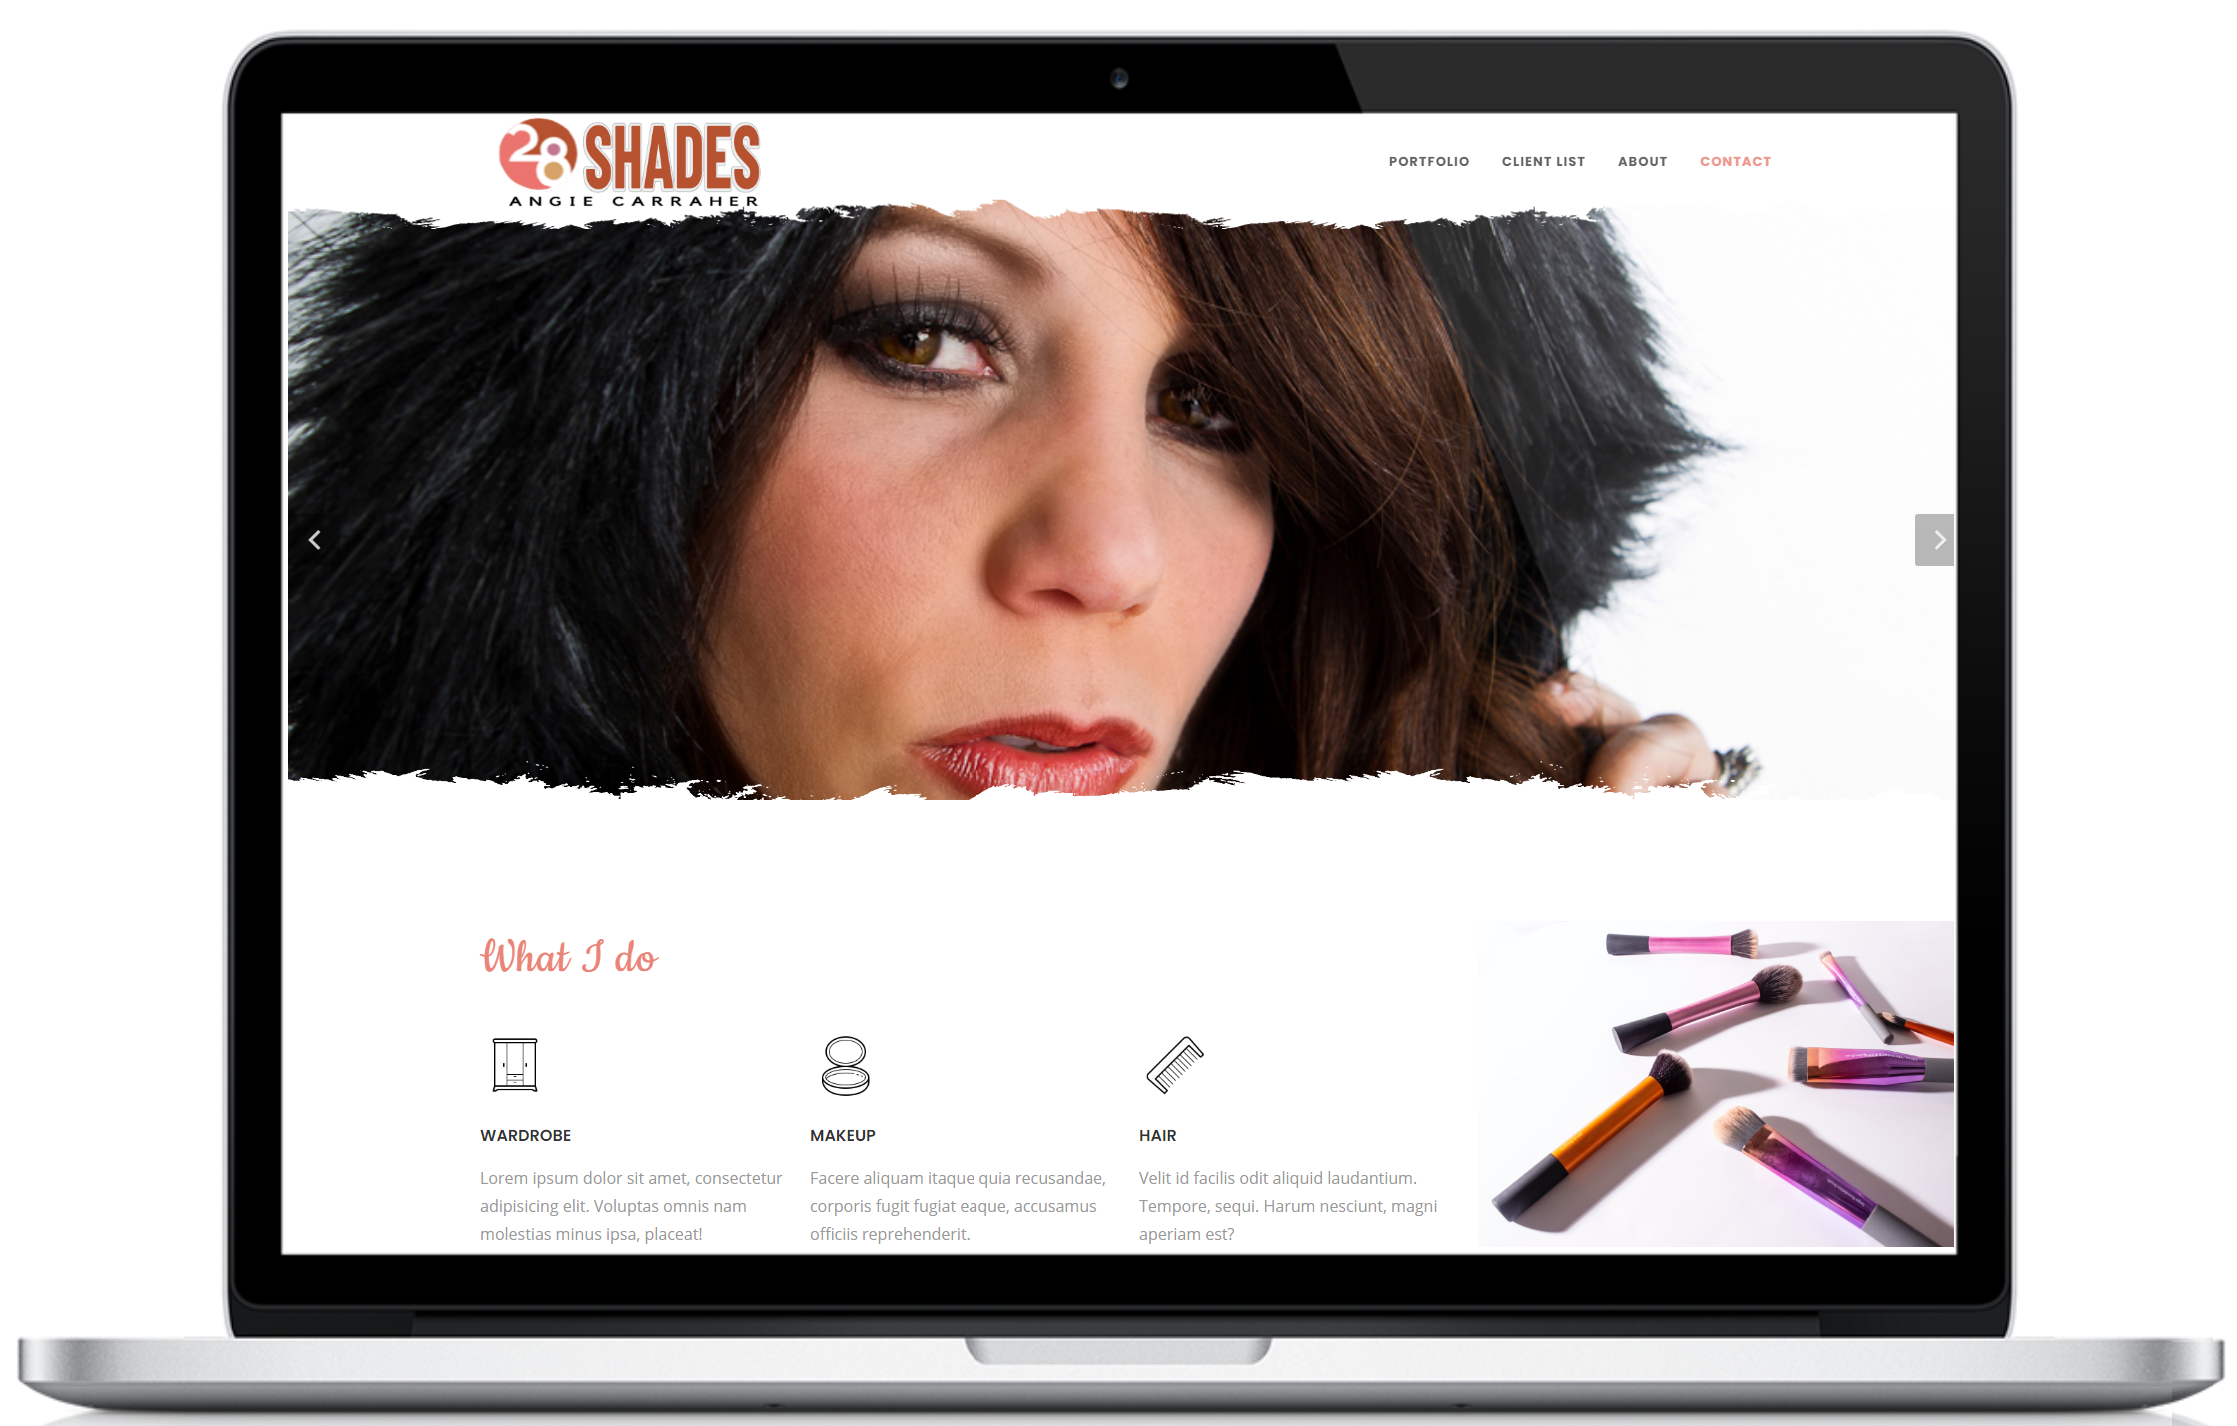 28 SHADES
ANGIE CARRAHER
PORTFOLIO CLIENT LIST ABOUT CONTACT
What I do
WARDROBE
Lorem ipsum dolor sit amet, consectetur
adipisicing elit. Voluptas omnis nam
molestias minus ipsa, placeat!
MAKEUP
Facere aliquam itaque quia recusandae,
corporis fugit fugiat eaque, accusamus
officiis reprehenderit.
HAIR
Velit id facilis odit aliquid laudantium.
Tempore, sequi. Harum nesciunt, magni
aperiam est?